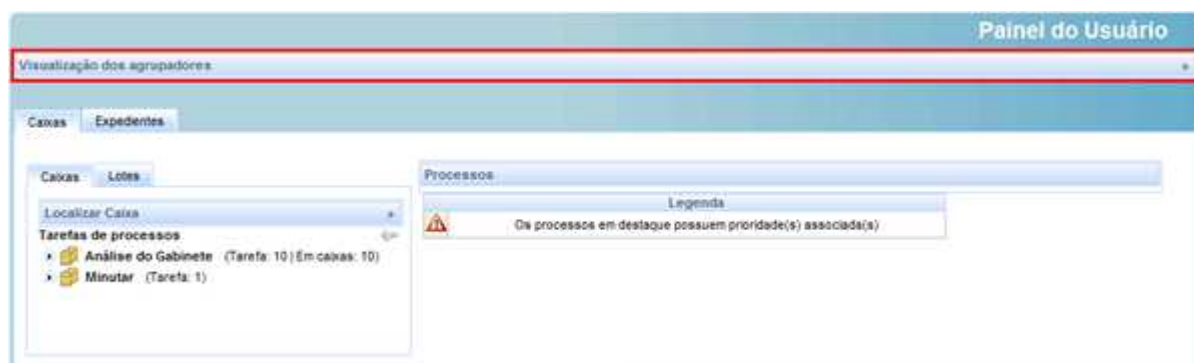 Painel do Usuário
Visualização dos agrupadores
Caixas Expedientes
Caixas Lotes
Localizar Caixa
Tarefas de processos
Análise do Gabinete (Tarefa: 10 | Em caixas: 10)
Minutar (Tarefa: 1)
Processos
Legenda
Os processos em destaque possuem prioridade(s) associada(s)